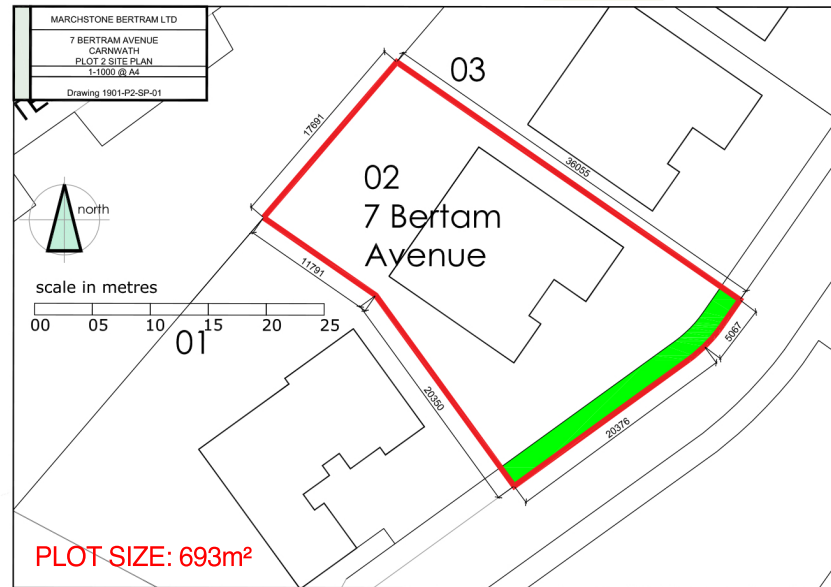 MARCHSTONE BERTRAM LTD
7 BERTRAM AVENUE
CARNWATH
PLOT 2 SITE PLAN
1-1000 @ A4
Drawing 1901-P2-SP-01
03
17691
36055
02
7 Bertam
Avenue
north
11791
scale in metres
00 05 10 15 20 25
01
5067
20350
20376
PLOT SIZE: 693m²